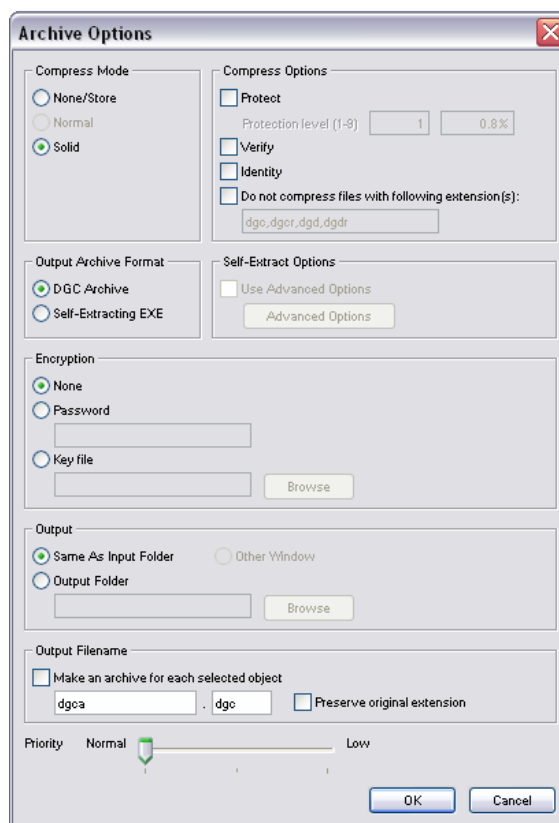 Archive Options
Compress Mode
None/Store
Normal
Solid
Compress Options
Protect
Protection level (1-9) 1 0.8%
Verify
Identity
Do not compress files with following extension(s):
dgc,dgcr,dgd,dgdr
Output Archive Format
DGC Archive
Self-Extracting EXE
Self-Extract Options
Use Advanced Options
Advanced Options
Encryption
None
Password
Key file
Browse
Output
Same As Input Folder Other Window
Output Folder
Browse
Output Filename
Make an archive for each selected object
dgca . dgc Preserve original extension
Priority Normal Low
OK Cancel